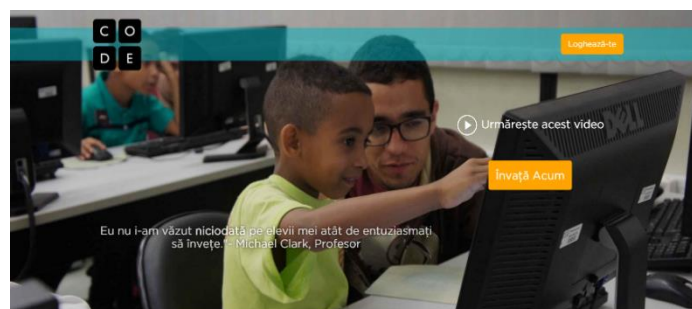 C O
D E
Loghează-te
Urmărește acest video
Învață Acum
DELL
Eu nu i-am văzut niciodată pe elevii mei atât de entuziasmați
să învețe."- Michael Clark, Profesor